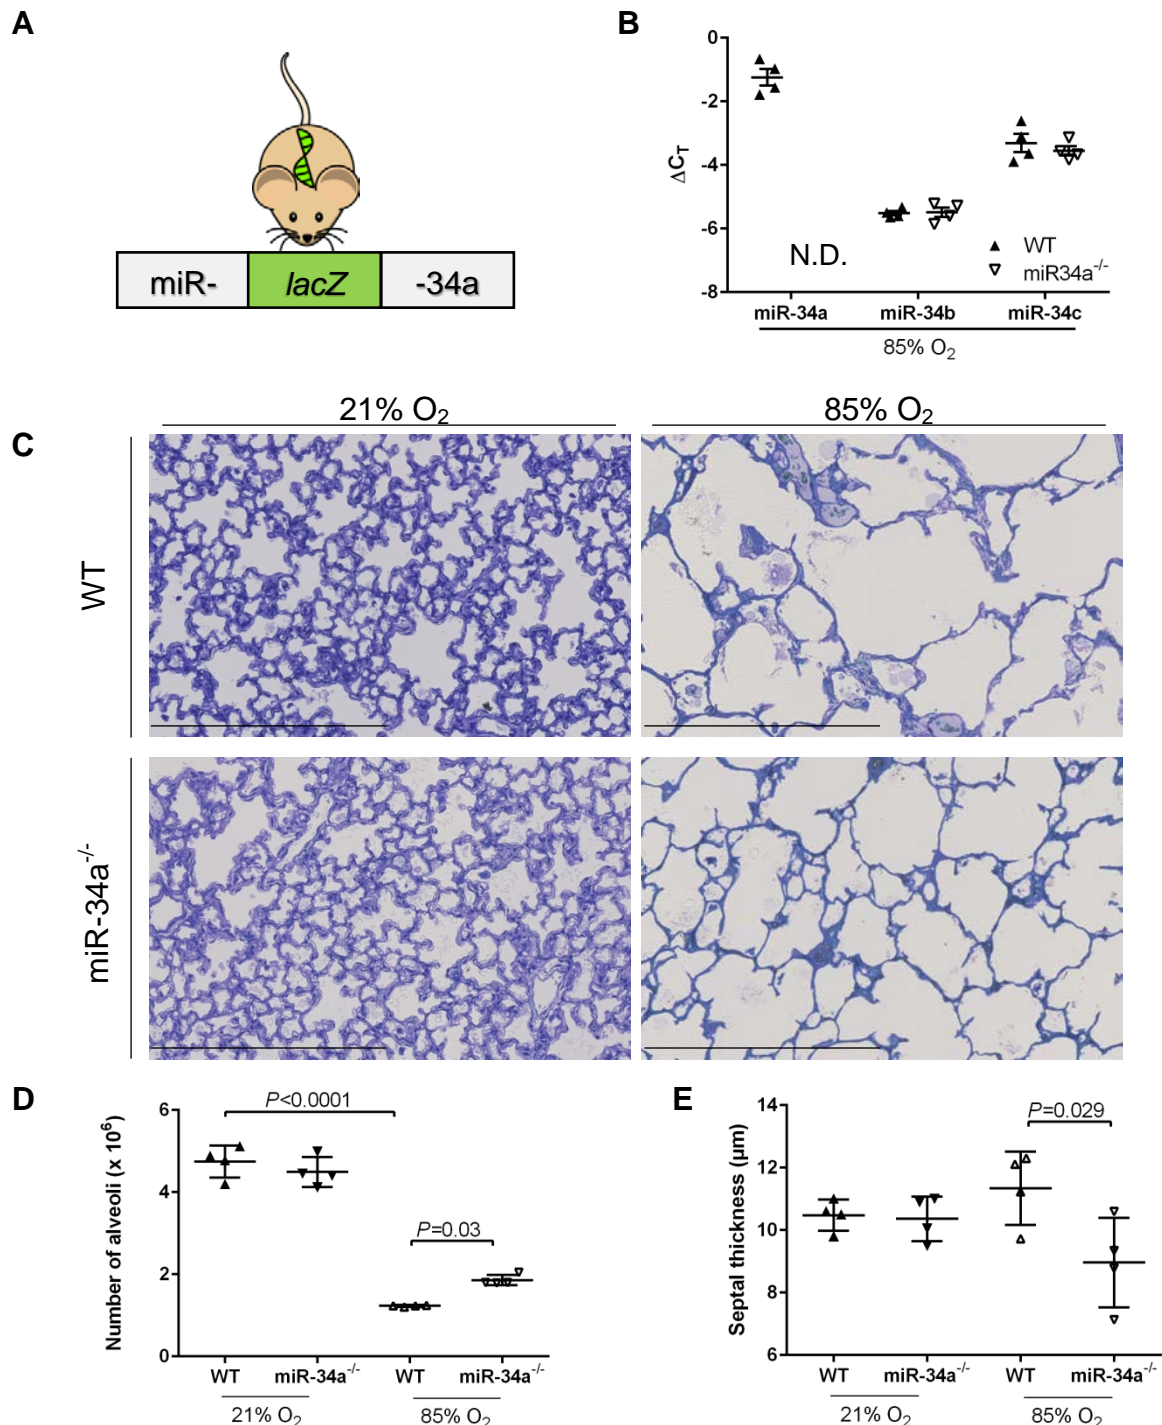 A
miR-
lacZ
-34a
B
0
-2
-4
-6
-8
ΔCT
N.D.
WT
miR34a-/-
miR-34a
miR-34b
miR-34c
85% O2
C
21% O2
85% O2
WT
miR-34a-/-
D
Number of alveoli (x 10^6)
6
4
2
0
P<0.0001
P=0.03
WT
miR-34a-/-
WT
miR-34a-/-
21% O2
85% O2
E
Septal thickness (μm)
14
12
10
8
6
P=0.029
WT
miR-34a-/-
WT
miR-34a-/-
21% O2
85% O2